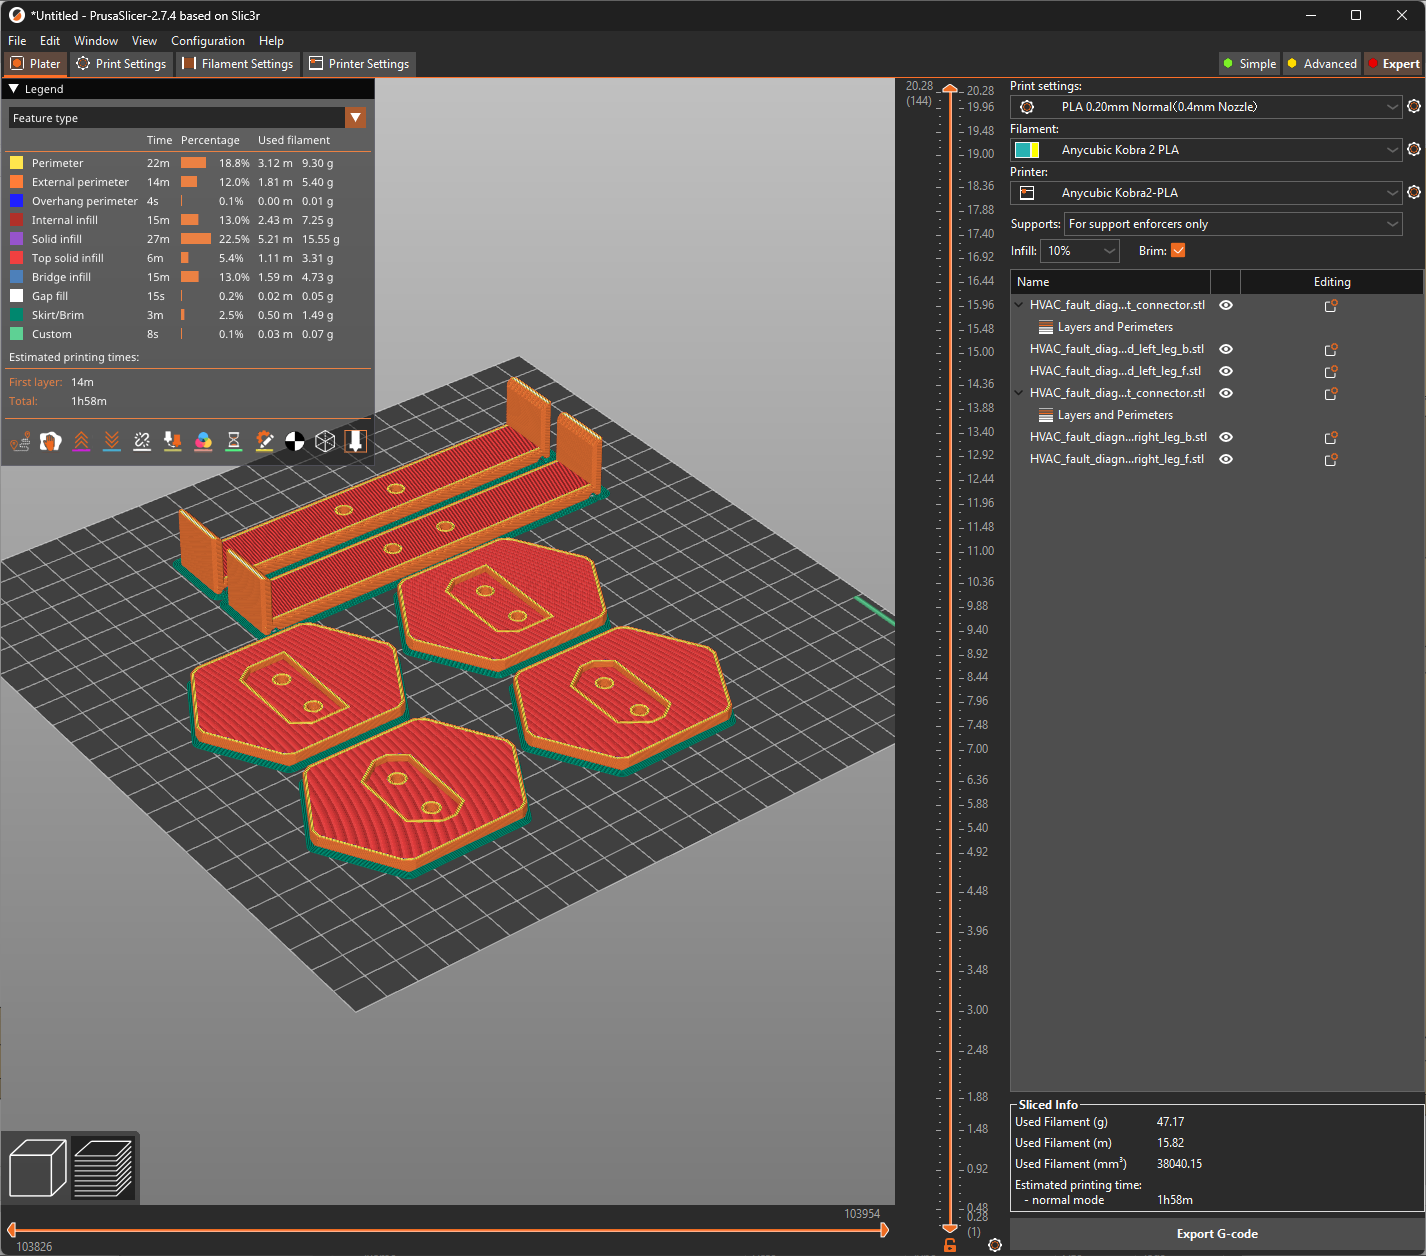 *Untitled - PrusaSlicer-2.7.4 based on Slic3r
File Edit Window View Configuration Help
Plater Print Settings Filament Settings Printer Settings Simple Advanced Expert
Legend
Feature type
Time Percentage Used filament
Perimeter 22m 18.8% 3.12 m 9.30 g
External perimeter 14m 12.0% 1.81 m 5.40 g
Overhang perimeter 4s 0.1% 0.00 m 0.01 g
Internal infill 15m 13.0% 2.43 m 7.25 g
Solid infill 27m 22.5% 5.21 m 15.55 g
Top solid infill 6m 5.4% 1.11 m 3.31 g
Bridge infill 15m 13.0% 1.59 m 4.73 g
Gap fill 15s 0.2% 0.02 m 0.05 g
Skirt/Brim 3m 2.5% 0.50 m 1.49 g
Custom 8s 0.1% 0.03 m 0.07 g
Estimated printing times:
First layer: 14m
Total: 1h58m
103954
103826
20.28
(144)
20.28
19.96
19.48
19.00
18.36
17.88
17.40
16.92
16.44
15.96
15.48
15.00
14.36
13.88
13.40
12.92
12.44
11.96
11.48
11.00
10.36
9.88
9.40
8.92
8.44
7.96
7.48
7.00
6.36
5.88
5.40
4.92
4.48
3.96
3.48
3.00
2.48
1.88
1.48
0.92
0.48
0.28
(1)
Print settings:
PLA 0.20mm Normal(0.4mm Nozzle)
Filament:
Anycubic Kobra 2 PLA
Printer:
Anycubic Kobra2-PLA
Supports: For support enforcers only
Infill: 10% Brim:
Name Editing
HVAC_fault_diag...t_connector.stl
Layers and Perimeters
HVAC_fault_diag...d_left_leg_b.stl
HVAC_fault_diag...d_left_leg_f.stl
HVAC_fault_diag...t_connector.stl
Layers and Perimeters
HVAC_fault_diagn...right_leg_b.stl
HVAC_fault_diagn...right_leg_f.stl
Sliced Info
Used Filament (g) 47.17
Used Filament (m) 15.82
Used Filament (mm³) 38040.15
Estimated printing time:
- normal mode 1h58m
Export G-code